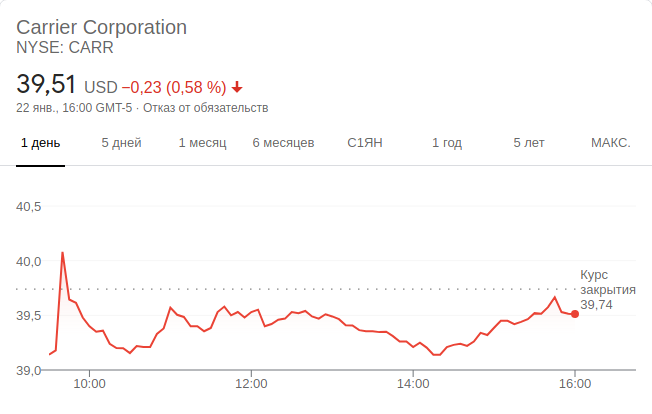 Carrier Corporation
NYSE: CARR
39,51 USD −0,23 (0,58 %)
22 янв., 16:00 GMT-5 · Отказ от обязательств
1 день 5 дней 1 месяц 6 месяцев С1ЯН 1 год 5 лет МАКС.
40,5
40,0
Курс
закрытия
39,74
39,5
39,0
10:00 12:00 14:00 16:00